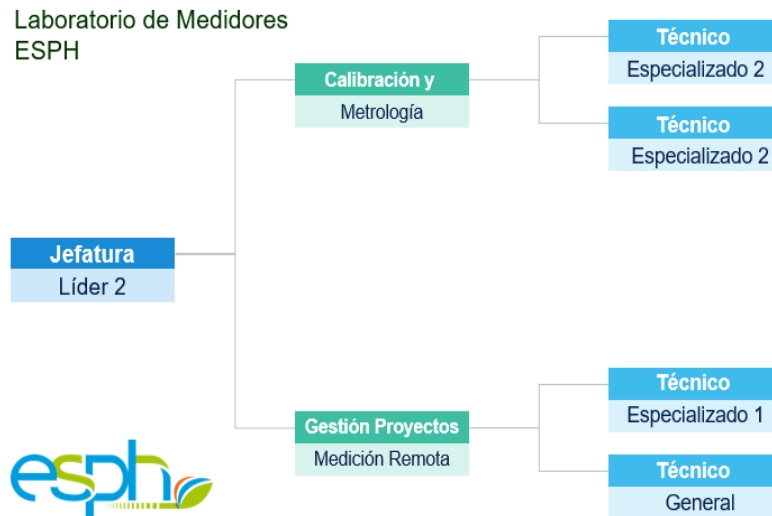 Laboratorio de Medidores
ESPH
Técnico
Especializado 2
Calibración y
Metrología
Técnico
Especializado 2
Jefatura
Líder 2
Técnico
Especializado 1
Gestión Proyectos
Medición Remota
Técnico
General
esph